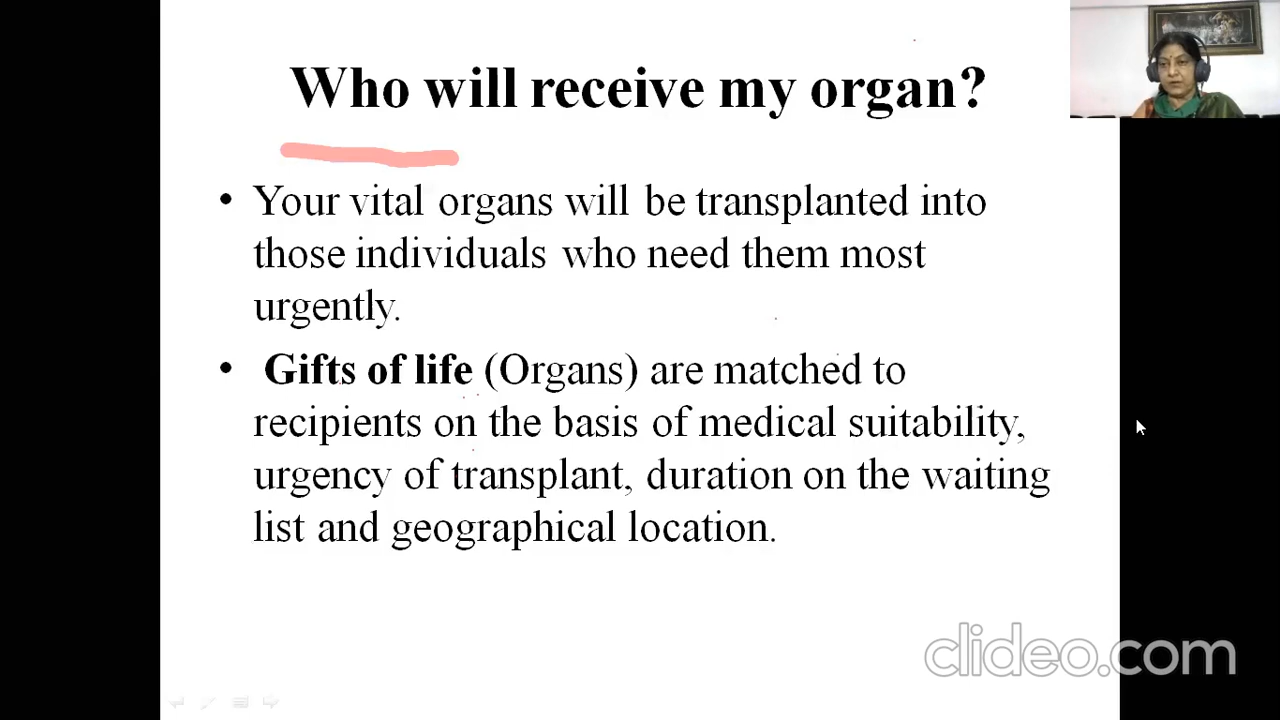 Who will receive my organ?
• Your vital organs will be transplanted into
those individuals who need them most
urgently.
• Gifts of life (Organs) are matched to
recipients on the basis of medical suitability,
urgency of transplant, duration on the waiting
list and geographical location.
clideo.com